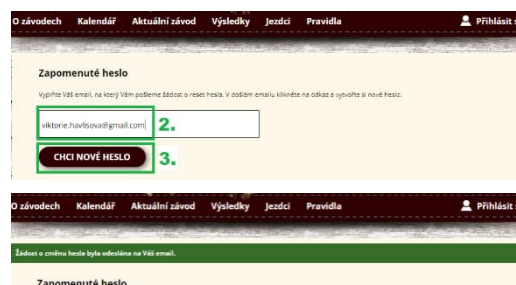 O závodech Kalendář Aktuální závod Výsledky Jezdci Pravidla Přihlásit s
Zapomenuté heslo
Vyplňte Váš email, na který Vám pošleme žádost o reset hesla. V došlém emailu klikněte na odkaz a vytvořte si nové heslo.
viktorie.havlisova@gmail.com 2.
CHCI NOVÉ HESLO 3.
O závodech Kalendář Aktuální závod Výsledky Jezdci Pravidla Přihlásit s
Žádost o změnu hesla byla odeslána na Váš email.
Zapomenuté heslo